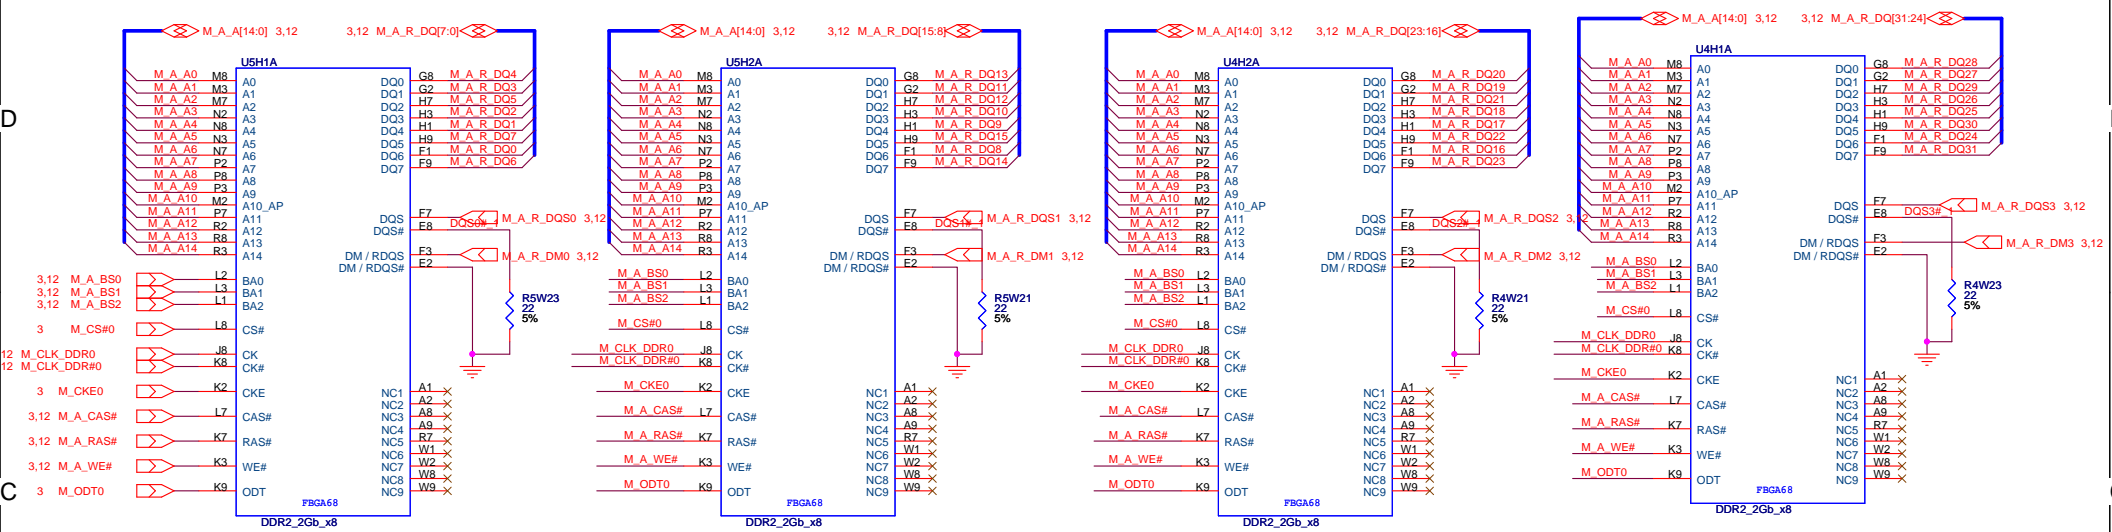 M_A_A[14:0] 3,12 3,12 M_A_R_DQ[7:0]
U5H1A
M_A_A0 M8 A0 DQ0 G8 M_A_R_DQ4
M_A_A1 M3 A1 DQ1 G2 M_A_R_DQ3
M_A_A2 M7 A2 DQ2 H7 M_A_R_DQ5
M_A_A3 N2 A3 DQ3 H3 M_A_R_DQ2
M_A_A4 N8 A4 DQ4 H1 M_A_R_DQ1
M_A_A5 N3 A5 DQ5 H9 M_A_R_DQ7
M_A_A6 N7 A6 DQ6 F1 M_A_R_DQ0
M_A_A7 P2 A7 DQ7 F9 M_A_R_DQ6
M_A_A8 P8 A8
M_A_A9 P3 A9
M_A_A10 M2 A10_AP
M_A_A11 P7 A11 DQS F7 M_A_R_DQS0 3,12
M_A_A12 R2 A12 DQS# E8 DQS0#_1
M_A_A13 R8 A13
M_A_A14 R3 A14 DM / RDQS F3 M_A_R_DM0 3,12
DM / RDQS# E2
3,12 M_A_BS0 L2 BA0
3,12 M_A_BS1 L3 BA1
3,12 M_A_BS2 L1 BA2
R5W23
22
5%
3 M_CS#0 L8 CS#
12 M_CLK_DDR0 J8 CK
12 M_CLK_DDR#0 K8 CK#
3 M_CKE0 K2 CKE NC1 A1
NC2 A2
3,12 M_A_CAS# L7 CAS# NC3 A8
NC4 A9
3,12 M_A_RAS# K7 RAS# NC5 R7
NC6 W1
3,12 M_A_WE# K3 WE# NC7 W2
NC8 W8
3 M_ODT0 K9 ODT NC9 W9
FBGA68
DDR2_2Gb_x8
M_A_A[14:0] 3,12 3,12 M_A_R_DQ[15:8]
U5H2A
M_A_A0 M8 A0 DQ0 G8 M_A_R_DQ13
M_A_A1 M3 A1 DQ1 G2 M_A_R_DQ11
M_A_A2 M7 A2 DQ2 H7 M_A_R_DQ12
M_A_A3 N2 A3 DQ3 H3 M_A_R_DQ10
M_A_A4 N8 A4 DQ4 H1 M_A_R_DQ9
M_A_A5 N3 A5 DQ5 H9 M_A_R_DQ15
M_A_A6 N7 A6 DQ6 F1 M_A_R_DQ8
M_A_A7 P2 A7 DQ7 F9 M_A_R_DQ14
M_A_A8 P8 A8
M_A_A9 P3 A9
M_A_A10 M2 A10_AP
M_A_A11 P7 A11 DQS F7 M_A_R_DQS1 3,12
M_A_A12 R2 A12 DQS# E8 DQS1#_1
M_A_A13 R8 A13
M_A_A14 R3 A14 DM / RDQS F3 M_A_R_DM1 3,12
DM / RDQS# E2
M_A_BS0 L2 BA0
M_A_BS1 L3 BA1
M_A_BS2 L1 BA2
R5W21
22
5%
M_CS#0 L8 CS#
M_CLK_DDR0 J8 CK
M_CLK_DDR#0 K8 CK#
M_CKE0 K2 CKE NC1 A1
NC2 A2
M_A_CAS# L7 CAS# NC3 A8
NC4 A9
M_A_RAS# K7 RAS# NC5 R7
NC6 W1
M_A_WE# K3 WE# NC7 W2
NC8 W8
M_ODT0 K9 ODT NC9 W9
FBGA68
DDR2_2Gb_x8
M_A_A[14:0] 3,12 3,12 M_A_R_DQ[23:16]
U4H2A
M_A_A0 M8 A0 DQ0 G8 M_A_R_DQ20
M_A_A1 M3 A1 DQ1 G2 M_A_R_DQ19
M_A_A2 M7 A2 DQ2 H7 M_A_R_DQ21
M_A_A3 N2 A3 DQ3 H3 M_A_R_DQ18
M_A_A4 N8 A4 DQ4 H1 M_A_R_DQ17
M_A_A5 N3 A5 DQ5 H9 M_A_R_DQ22
M_A_A6 N7 A6 DQ6 F1 M_A_R_DQ16
M_A_A7 P2 A7 DQ7 F9 M_A_R_DQ23
M_A_A8 P8 A8
M_A_A9 P3 A9
M_A_A10 M2 A10_AP
M_A_A11 P7 A11 DQS F7 M_A_R_DQS2 3,12
M_A_A12 R2 A12 DQS# E8 DQS2#_1
M_A_A13 R8 A13
M_A_A14 R3 A14 DM / RDQS F3 M_A_R_DM2 3,12
DM / RDQS# E2
M_A_BS0 L2 BA0
M_A_BS1 L3 BA1
M_A_BS2 L1 BA2
R4W21
22
5%
M_CS#0 L8 CS#
M_CLK_DDR0 J8 CK
M_CLK_DDR#0 K8 CK#
M_CKE0 K2 CKE NC1 A1
NC2 A2
M_A_CAS# L7 CAS# NC3 A8
NC4 A9
M_A_RAS# K7 RAS# NC5 R7
NC6 W1
M_A_WE# K3 WE# NC7 W2
NC8 W8
M_ODT0 K9 ODT NC9 W9
FBGA68
DDR2_2Gb_x8
M_A_A[14:0] 3,12 3,12 M_A_R_DQ[31:24]
U4H1A
M_A_A0 M8 A0 DQ0 G8 M_A_R_DQ28
M_A_A1 M3 A1 DQ1 G2 M_A_R_DQ27
M_A_A2 M7 A2 DQ2 H7 M_A_R_DQ29
M_A_A3 N2 A3 DQ3 H3 M_A_R_DQ26
M_A_A4 N8 A4 DQ4 H1 M_A_R_DQ25
M_A_A5 N3 A5 DQ5 H9 M_A_R_DQ30
M_A_A6 N7 A6 DQ6 F1 M_A_R_DQ24
M_A_A7 P2 A7 DQ7 F9 M_A_R_DQ31
M_A_A8 P8 A8
M_A_A9 P3 A9
M_A_A10 M2 A10_AP
M_A_A11 P7 A11 DQS F7 M_A_R_DQS3 3,12
M_A_A12 R2 A12 DQS# E8 DQS3#_1
M_A_A13 R8 A13
M_A_A14 R3 A14 DM / RDQS F3 M_A_R_DM3 3,12
DM / RDQS# E2
M_A_BS0 L2 BA0
M_A_BS1 L3 BA1
M_A_BS2 L1 BA2
R4W23
22
5%
M_CS#0 L8 CS#
M_CLK_DDR0 J8 CK
M_CLK_DDR#0 K8 CK#
M_CKE0 K2 CKE NC1 A1
NC2 A2
M_A_CAS# L7 CAS# NC3 A8
NC4 A9
M_A_RAS# K7 RAS# NC5 R7
NC6 W1
M_A_WE# K3 WE# NC7 W2
NC8 W8
M_ODT0 K9 ODT NC9 W9
FBGA68
DDR2_2Gb_x8
D
C